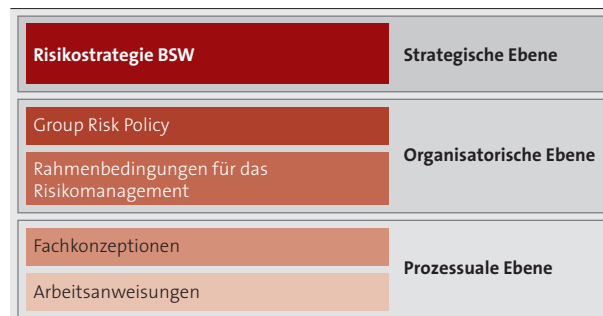 Risikostrategie BSW
Strategische Ebene
Group Risk Policy
Rahmenbedingungen für das
Risikomanagement
Organisatorische Ebene
Fachkonzeptionen
Arbeitsanweisungen
Prozessuale Ebene